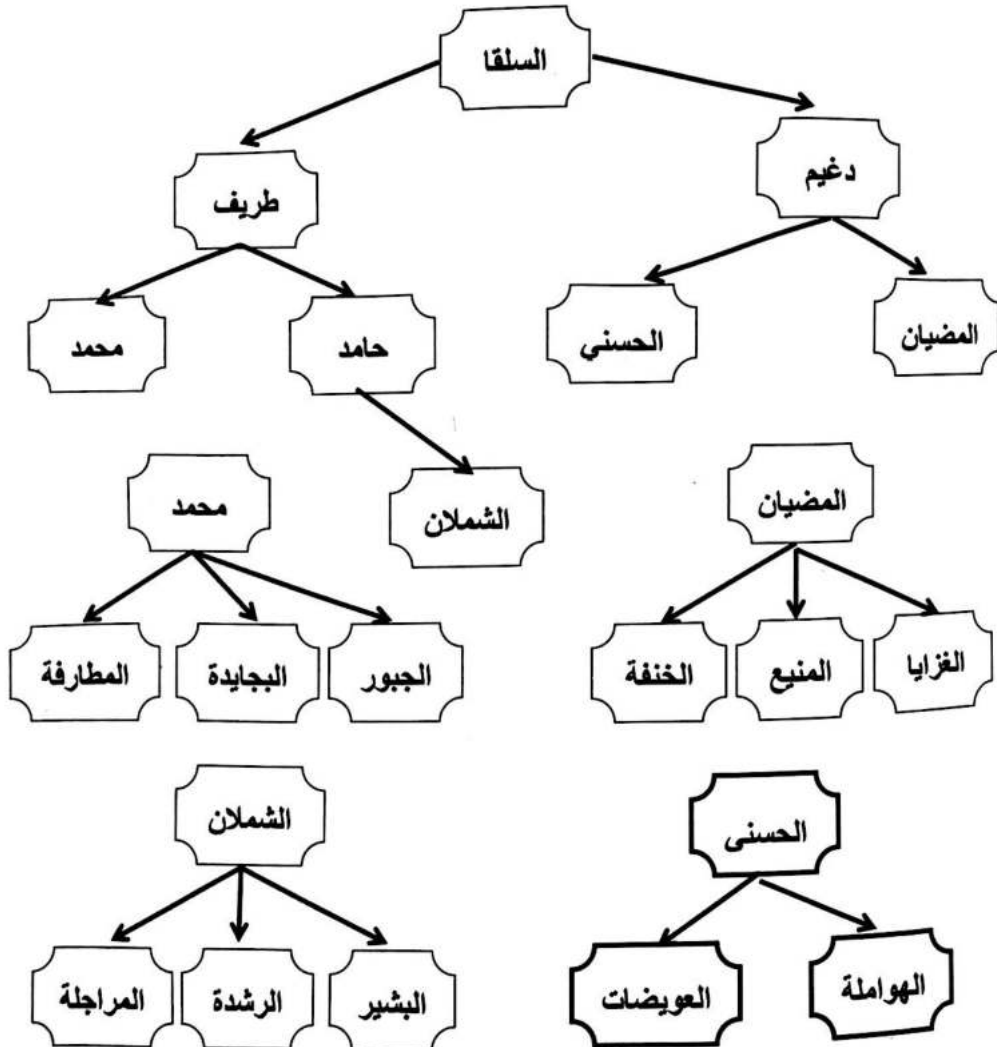 السلقا
دغيم
طريف
المضيان
الحسني
حامد
محمد
الشملان
المضيان
محمد
الغزايا
المنيع
الخنفة
الجبور
البجايدة
المطارفة
الشملان
الحسنى
البشير
الرشدة
المراجلة
الهواملة
العويضات